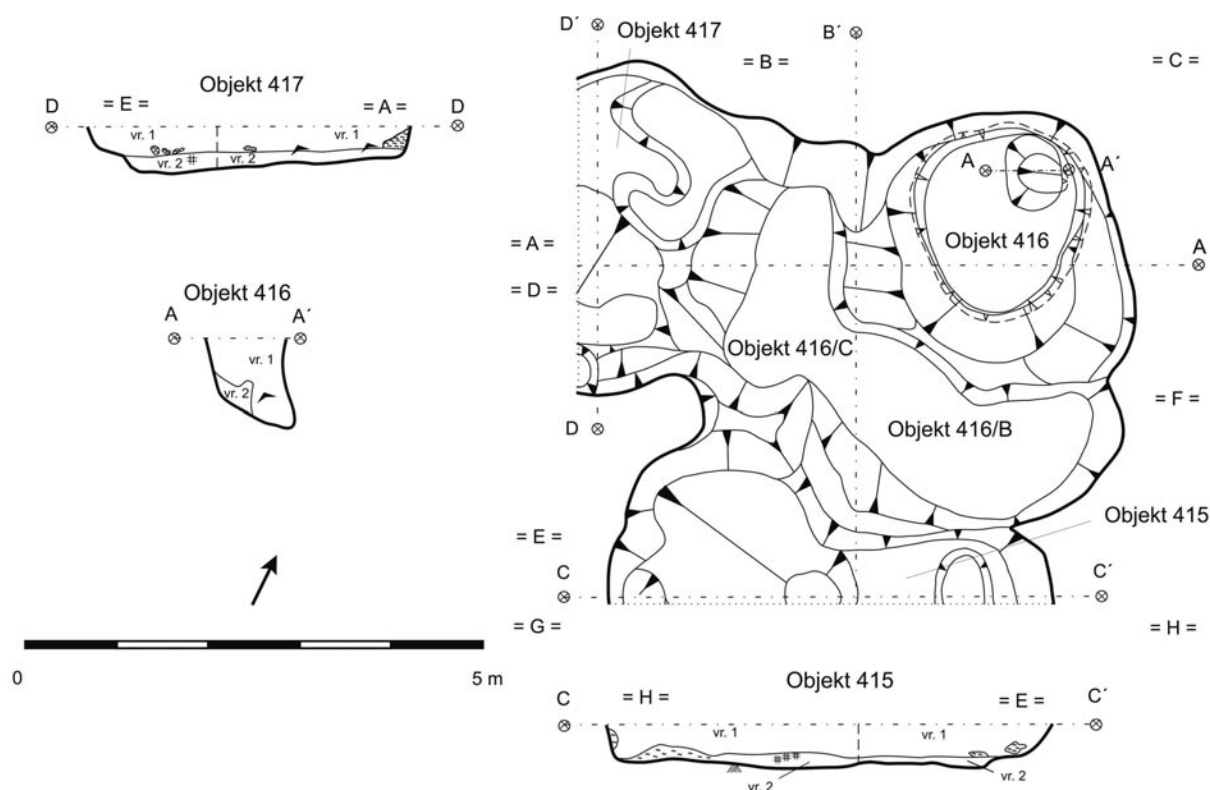 Objekt 417
D
= E =
= A =
D
vr. 1
vr. 1
vr. 2
vr. 2
Objekt 416
A
A´
vr. 1
vr. 2
0
5 m
D´
Objekt 417
= B =
B´
= C =
A
A´
Objekt 416
= A =
A
= D =
Objekt 416/C
= F =
D
Objekt 416/B
Objekt 415
= E =
C
C´
= G =
= H =
Objekt 415
C
= H =
= E =
C´
vr. 1
vr. 1
vr. 2
vr. 2